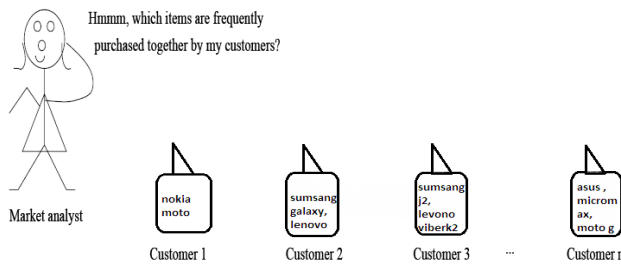 Hmmm, which items are frequently
purchased together by my customers?
nokia
moto
sumsang
galaxy,
lenovo
sumsang
j2,
levono
viberk2
asus ,
microm
ax,
moto g
Market analyst
Customer 1
Customer 2
Customer 3
...
Customer n